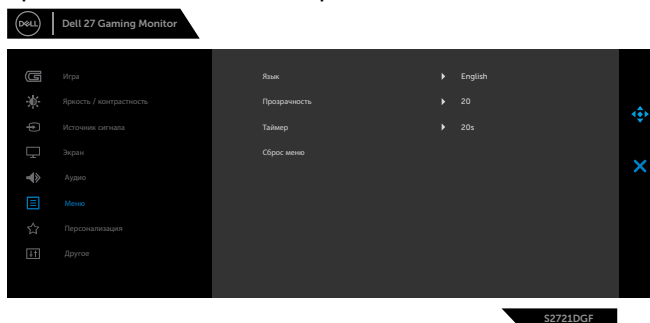 DELL
Dell 27 Gaming Monitor
Игра
Язык English
Яркость / контрастность
Прозрачность 20
Источник сигнала
Таймер 20s
Экран
Сброс меню
Аудио
Меню
Персонализация
Другое
S2721DGF